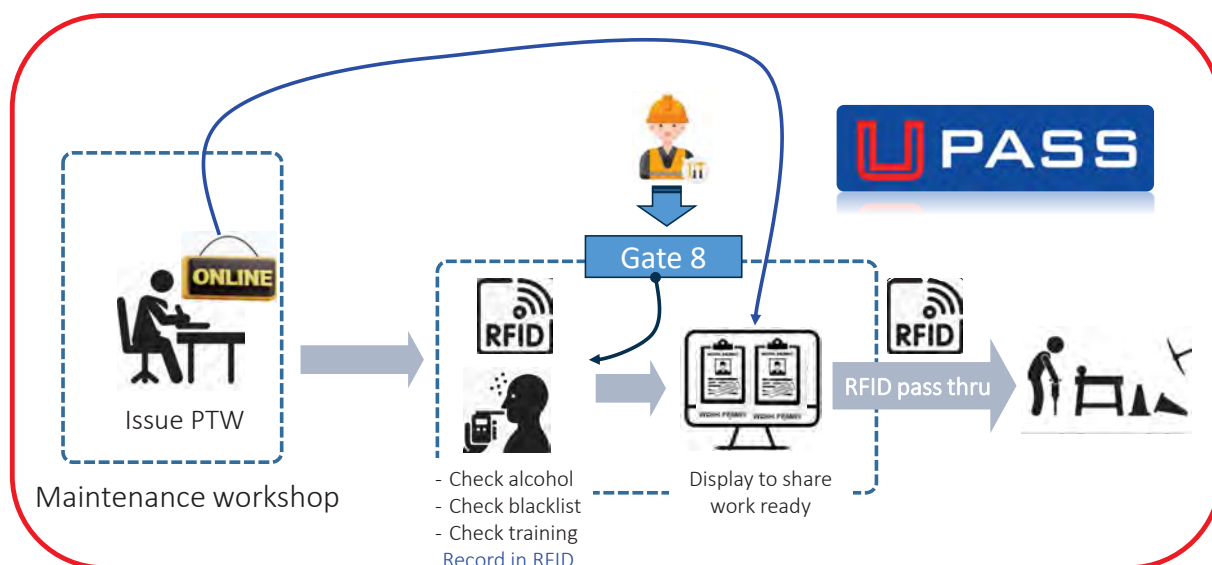 U PASS
ONLINE
Issue PTW
Maintenance workshop
Gate 8
RFID
- Check alcohol
- Check blacklist
- Check training
Record in RFID
Display to share
work ready
RFID
RFID pass thru